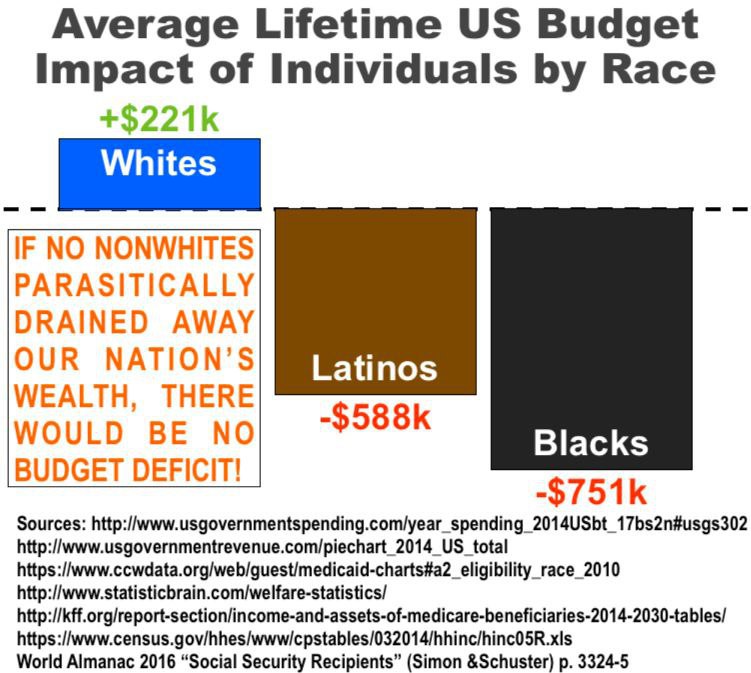 Average Lifetime US Budget
Impact of Individuals by Race
+$221k
Whites
IF NO NONWHITES
PARASITICALLY
DRAINED AWAY
OUR NATION'S
WEALTH, THERE
WOULD BE NO
BUDGET DEFICIT!
Latinos
-$588k
Blacks
-$751k
Sources: http://www.usgovernmentspending.com/year_spending_2014USbt_17bs2n#usgs302
http://www.usgovernmentrevenue.com/piechart_2014_US_total
https://www.ccwdata.org/web/guest/medicaid-charts#a2_eligibility_race_2010
http://www.statisticbrain.com/welfare-statistics/
http://kff.org/report-section/income-and-assets-of-medicare-beneficiaries-2014-2030-tables/
https://www.census.gov/hhes/www/cpstables/032014/hhinc/hinc05R.xls
World Almanac 2016 “Social Security Recipients” (Simon &Schuster) p. 3324-5